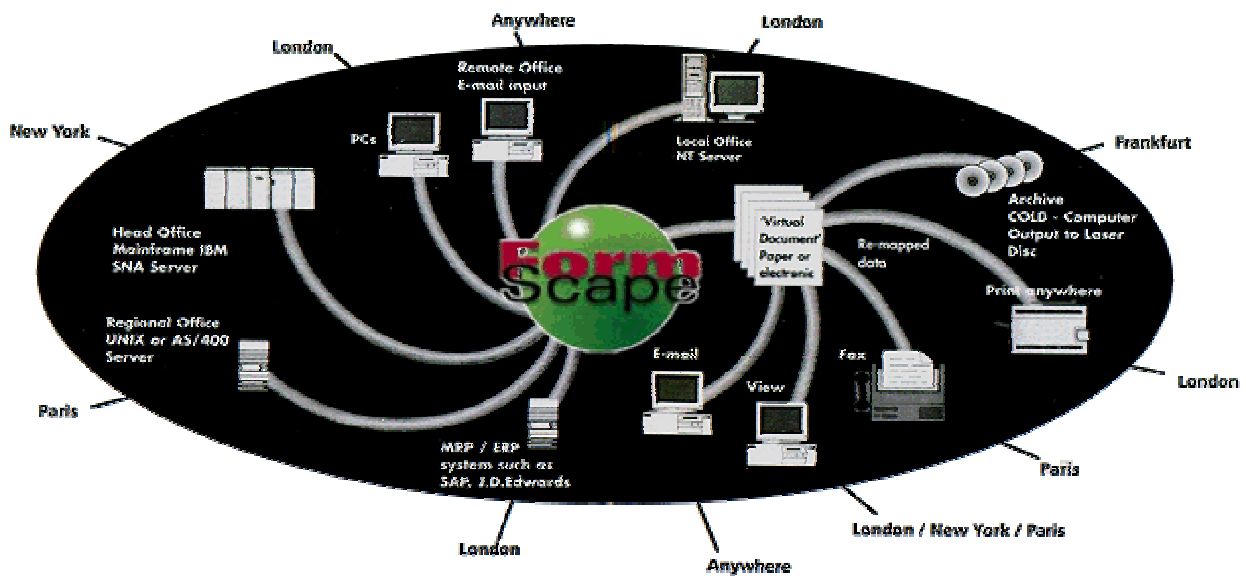 Anywhere
London
London
New York
Remote Office
E-mail input
PCs
Local Office
NT Server
Frankfurt
Head Office
Mainframe IBM
SNA Server
Archive
COLD - Computer
Output to Laser
Disc
'Virtual
Document'
Paper or
electronic
Re-mapped
data
Form
Scape
Print anywhere
Regional Office
UNIX or AS/400
Server
E-mail
View
Fax
London
Paris
MRP / ERP
system such as
SAP, J.D.Edwards
Paris
London / New York / Paris
London
Anywhere